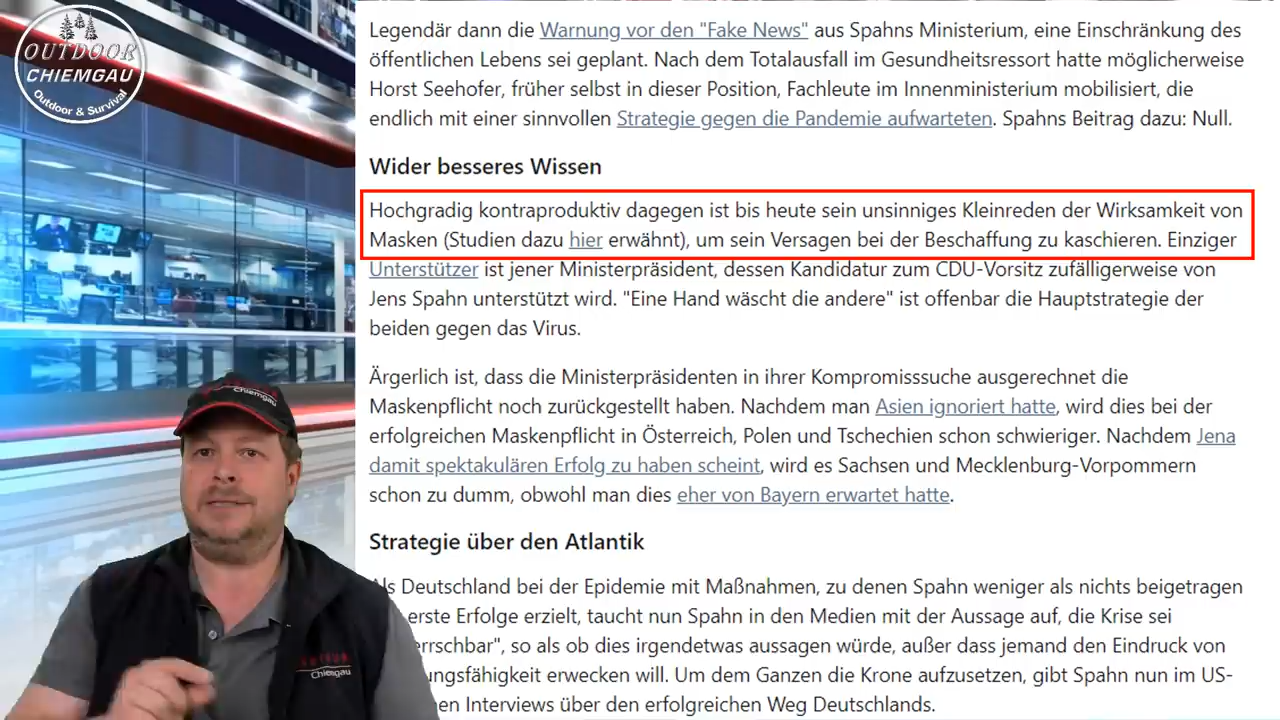 OUTDOOR
CHIEMGAU
Outdoor & Survival
Legendär dann die Warnung vor den "Fake News" aus Spahns Ministerium, eine Einschränkung des
öffentlichen Lebens sei geplant. Nach dem Totalausfall im Gesundheitsressort hatte möglicherweise
Horst Seehofer, früher selbst in dieser Position, Fachleute im Innenministerium mobilisiert, die
endlich mit einer sinnvollen Strategie gegen die Pandemie aufwarteten. Spahns Beitrag dazu: Null.
Wider besseres Wissen
Hochgradig kontraproduktiv dagegen ist bis heute sein unsinniges Kleinreden der Wirksamkeit von
Masken (Studien dazu hier erwähnt), um sein Versagen bei der Beschaffung zu kaschieren. Einziger
Unterstützer ist jener Ministerpräsident, dessen Kandidatur zum CDU-Vorsitz zufälligerweise von
Jens Spahn unterstützt wird. "Eine Hand wäscht die andere" ist offenbar die Hauptstrategie der
beiden gegen das Virus.
Ärgerlich ist, dass die Ministerpräsidenten in ihrer Kompromisssuche ausgerechnet die
Maskenpflicht noch zurückgestellt haben. Nachdem man Asien ignoriert hatte, wird dies bei der
erfolgreichen Maskenpflicht in Österreich, Polen und Tschechien schon schwieriger. Nachdem Jena
damit spektakulären Erfolg zu haben scheint, wird es Sachsen und Mecklenburg-Vorpommern
schon zu dumm, obwohl man dies eher von Bayern erwartet hatte.
Strategie über den Atlantik
ls Deutschland bei der Epidemie mit Maßnahmen, zu denen Spahn weniger als nichts beigetragen
erste Erfolge erzielt, taucht nun Spahn in den Medien mit der Aussage auf, die Krise sei
errschbar", so als ob dies irgendetwas aussagen würde, außer dass jemand den Eindruck von
ungsfähigkeit erwecken will. Um dem Ganzen die Krone aufzusetzen, gibt Spahn nun im US-
en Interviews über den erfolgreichen Weg Deutschlands.
Chiemgau
Chiemgau